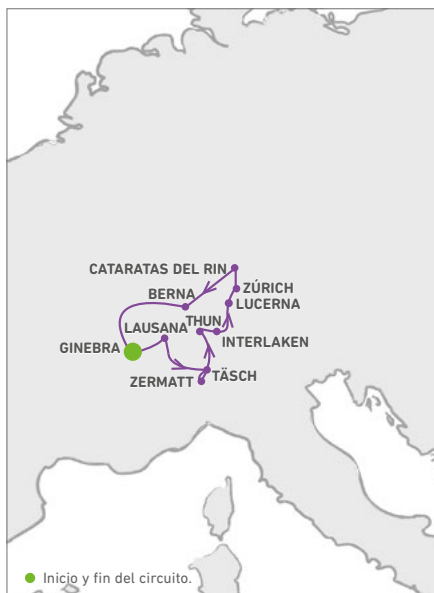 CATARATAS DEL RIN
ZÚRICH
BERNA
LUCERNA
LAUSANA
THUN
INTERLAKEN
GINEBRA
TÄSCH
ZERMATT
Inicio y fin del circuito.